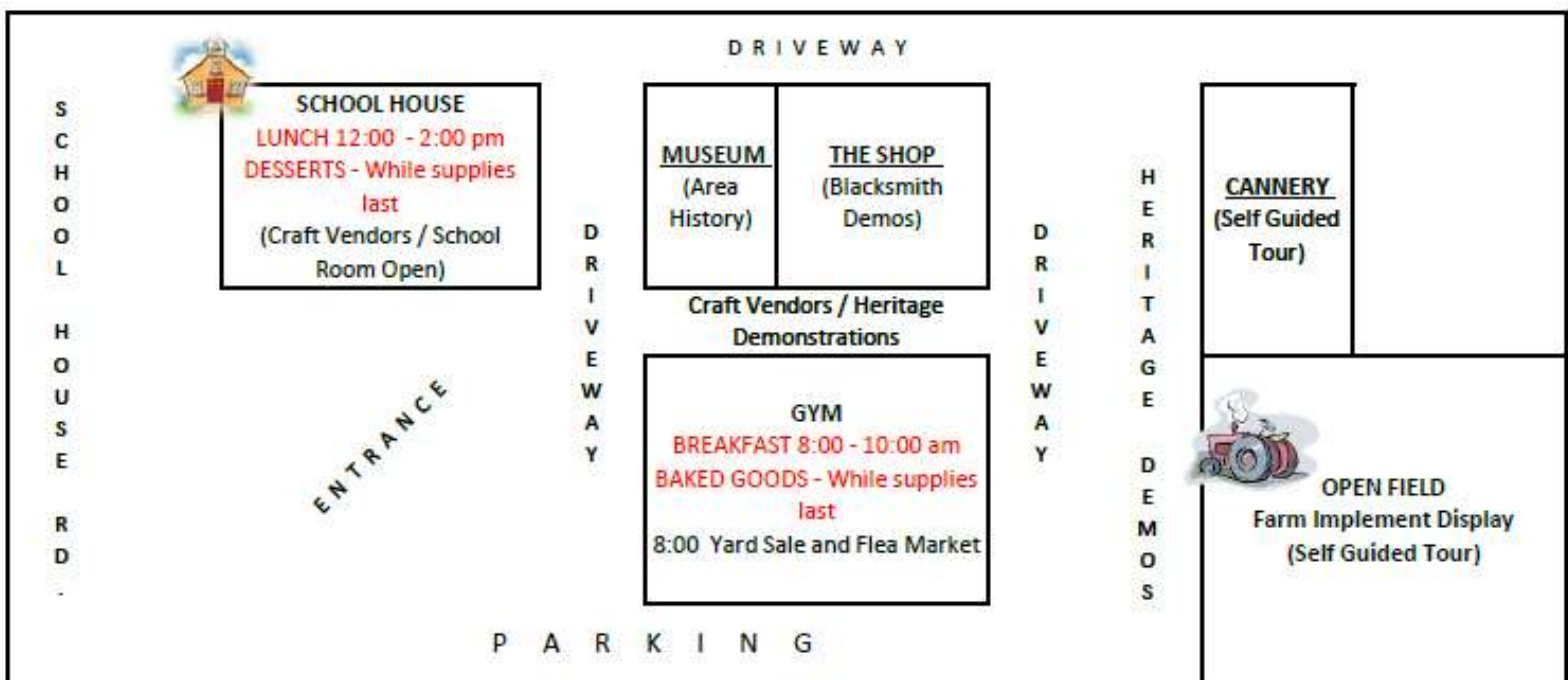 D R I V E W A Y
SCHOOL HOUSE RD.
SCHOOL HOUSE
LUNCH 12:00 - 2:00 pm
DESSERTS - While supplies
last
(Craft Vendors / School
Room Open)
ENTRANCE
DRIVEWAY
MUSEUM
(Area
History)
THE SHOP
(Blacksmith
Demos)
Craft Vendors / Heritage
Demonstrations
GYM
BREAKFAST 8:00 - 10:00 am
BAKED GOODS - While supplies
last
8:00 Yard Sale and Flea Market
DRIVEWAY
HERITAGE DEMOS
CANNERY
(Self Guided
Tour)
OPEN FIELD
Farm Implement Display
(Self Guided Tour)
P A R K I N G